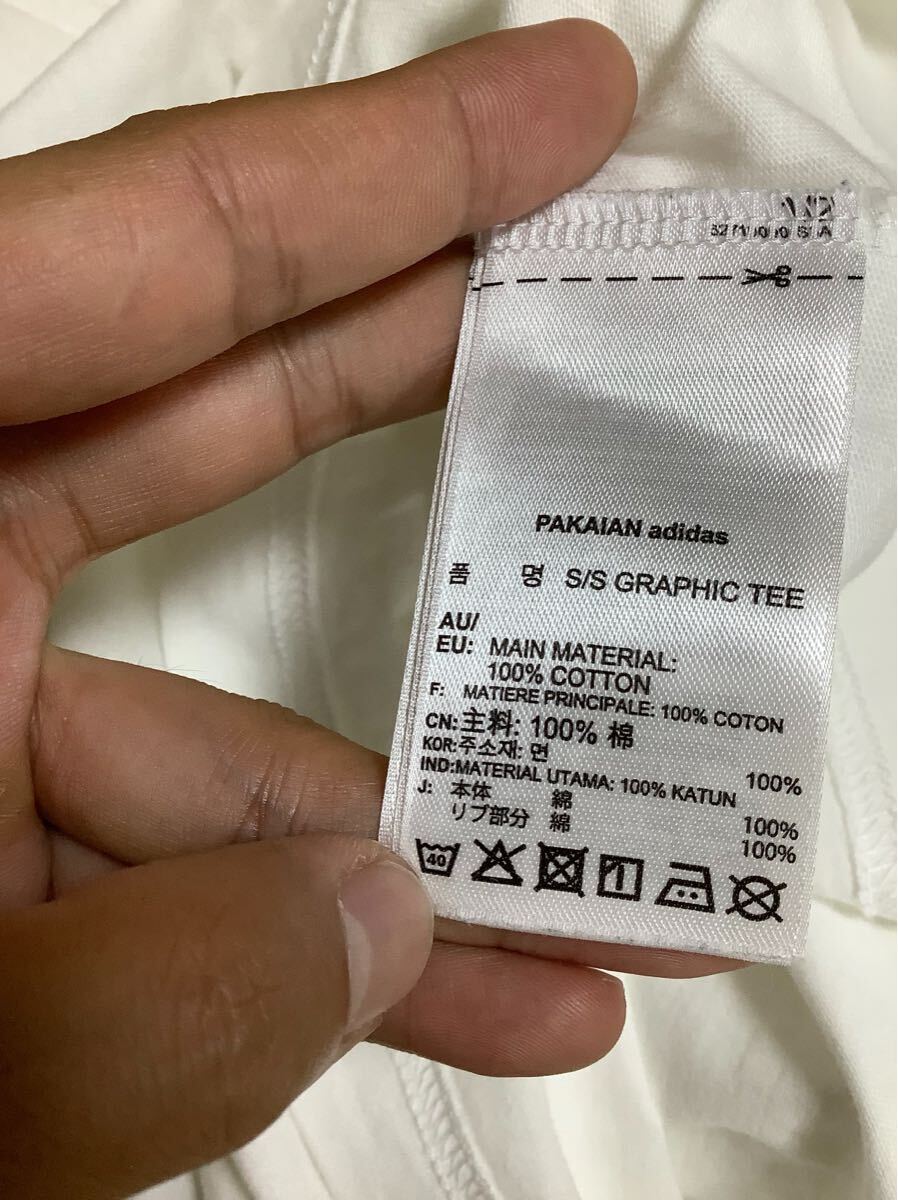 PAKAIAN adidas
품 명 S/S GRAPHIC TEE
AU/
EU: MAIN MATERIAL:
100% COTTON
F: MATIERE PRINCIPALE: 100% COTON
CN: 主料: 100% 棉
KOR:주소재: 면 100%
IND:MATERIAL UTAMA: 100% KATUN
J: 本体 綿 100%
リブ部分 綿 100%
40